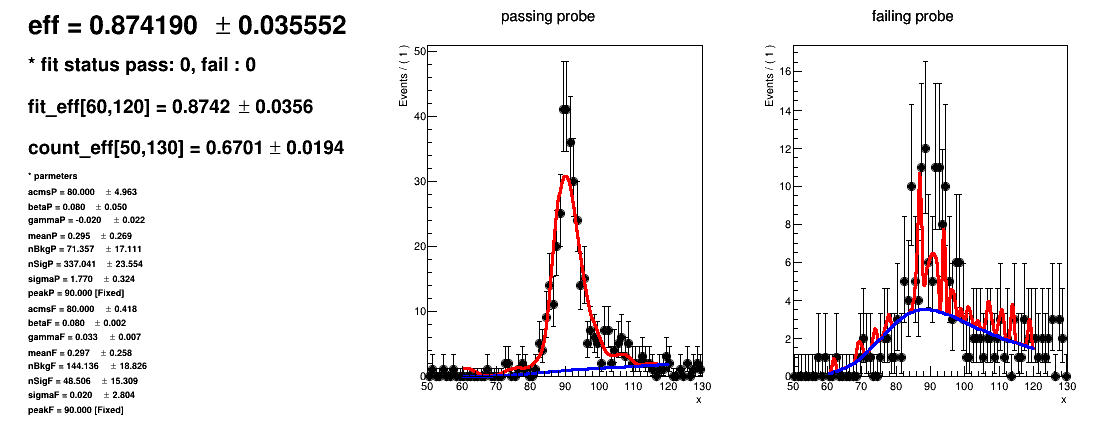 eff = 0.874190 ± 0.035552
* fit status pass: 0, fail : 0
fit_eff[60,120] = 0.8742 ± 0.0356
count_eff[50,130] = 0.6701 ± 0.0194
* parmeters
acmsP = 80.000 ± 4.963
betaP = 0.080 ± 0.050
gammaP = -0.020 ± 0.022
meanP = 0.295 ± 0.269
nBkgP = 71.357 ± 17.111
nSigP = 337.041 ± 23.554
sigmaP = 1.770 ± 0.324
peakP = 90.000 [Fixed]
acmsF = 80.000 ± 0.418
betaF = 0.080 ± 0.002
gammaF = 0.033 ± 0.007
meanF = 0.297 ± 0.258
nBkgF = 144.136 ± 18.826
nSigF = 48.506 ± 15.309
sigmaF = 0.020 ± 2.804
peakF = 90.000 [Fixed]
passing probe
Events / ( 1 )
50
40
30
20
10
0
50 60 70 80 90 100 110 120 130
x
failing probe
Events / ( 1 )
16
14
12
10
8
6
4
2
0
50 60 70 80 90 100 110 120 130
x